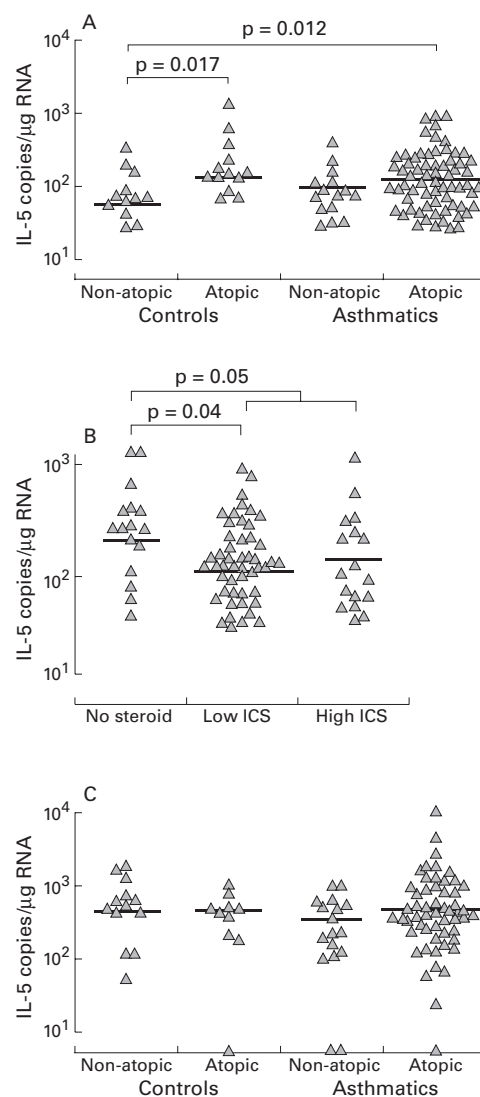 A
p = 0.012
p = 0.017
IL-5 copies/µg RNA
10⁴
10³
10²
10¹
Non-atopic Atopic Non-atopic Atopic
Controls Asthmatics
p = 0.05
p = 0.04
B
IL-5 copies/µg RNA
10³
10²
10¹
No steroid Low ICS High ICS
C
IL-5 copies/µg RNA
10⁴
10³
10²
10¹
Non-atopic Atopic Non-atopic Atopic
Controls Asthmatics